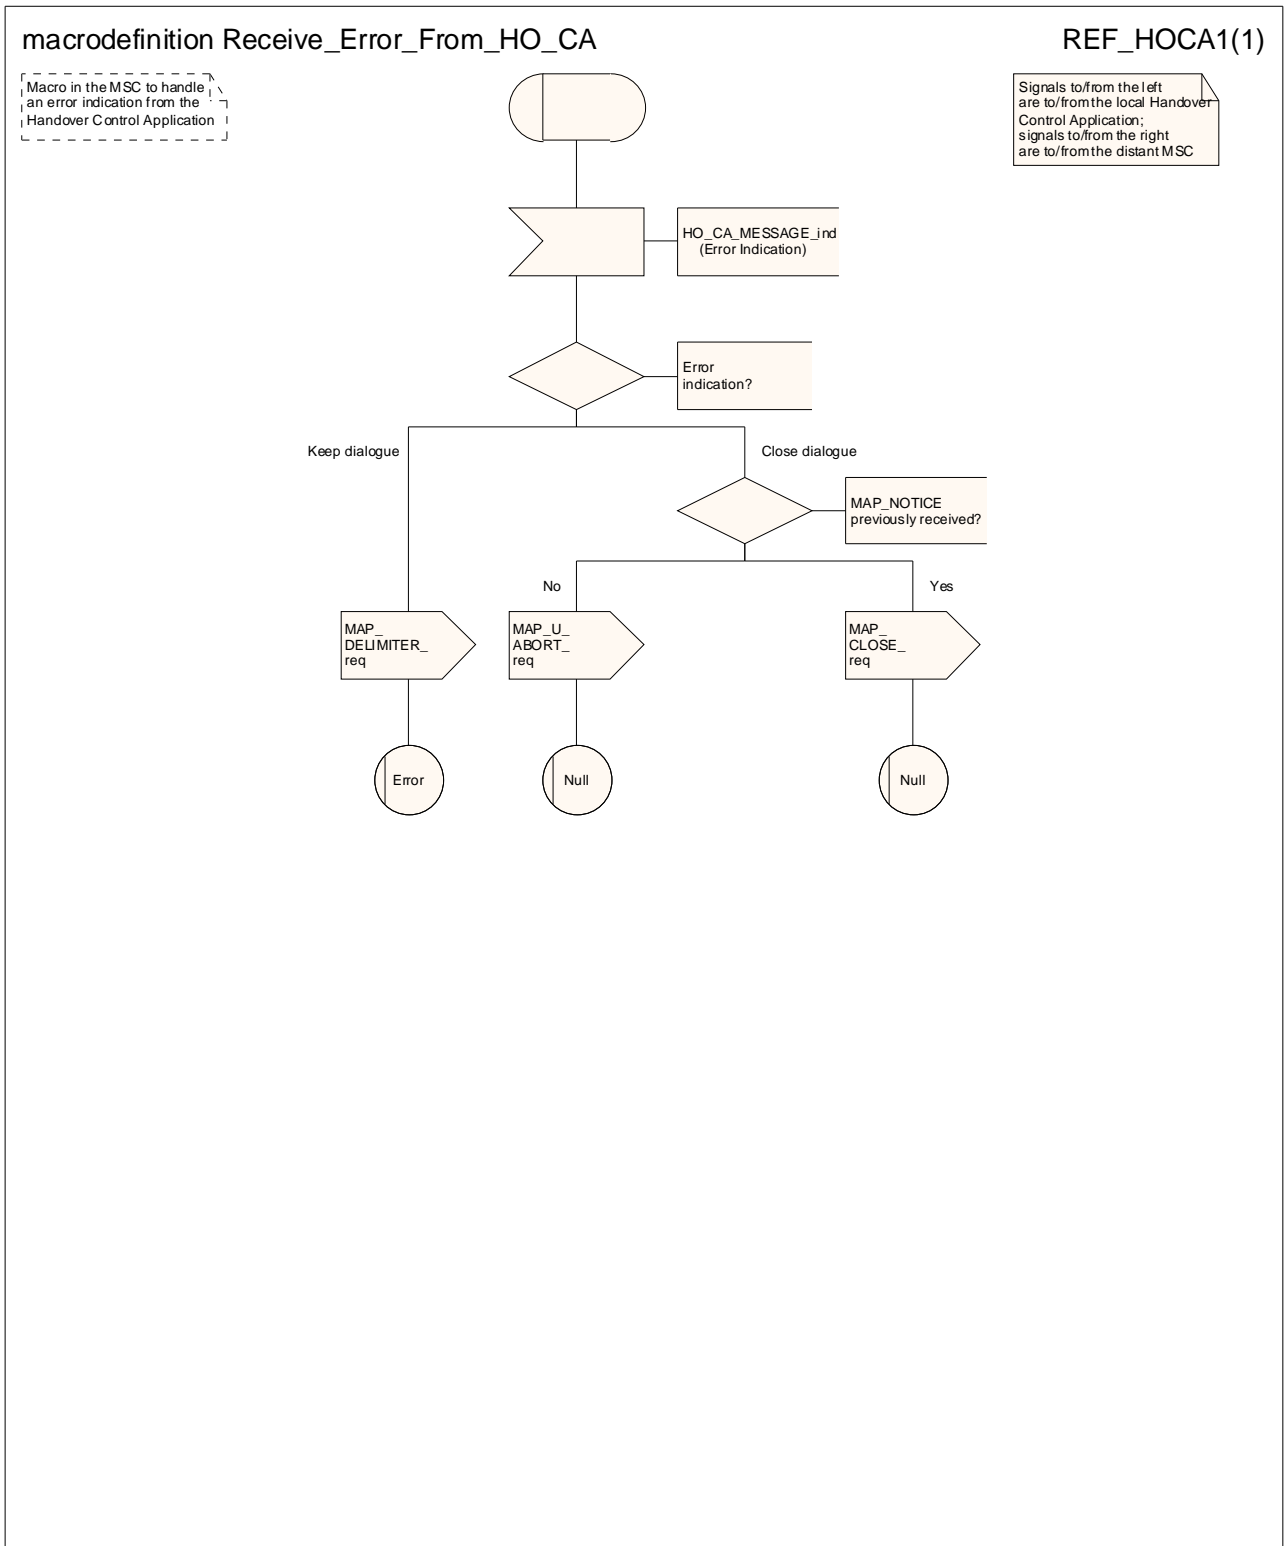 macrodefinition Receive_Error_From_HO_CA
REF_HOCA1(1)
Macro in the MSC to handle
an error indication from the
Handover Control Application
Signals to/from the left
are to/from the local Handover
Control Application;
signals to/from the right
are to/from the distant MSC
HO_CA_MESSAGE_ind
(Error Indication)
Error
indication?
Keep dialogue
Close dialogue
MAP_NOTICE
previously received?
No
Yes
MAP_
DELIMITER_
req
MAP_U_
ABORT_
req
MAP_
CLOSE_
req
Error
Null
Null